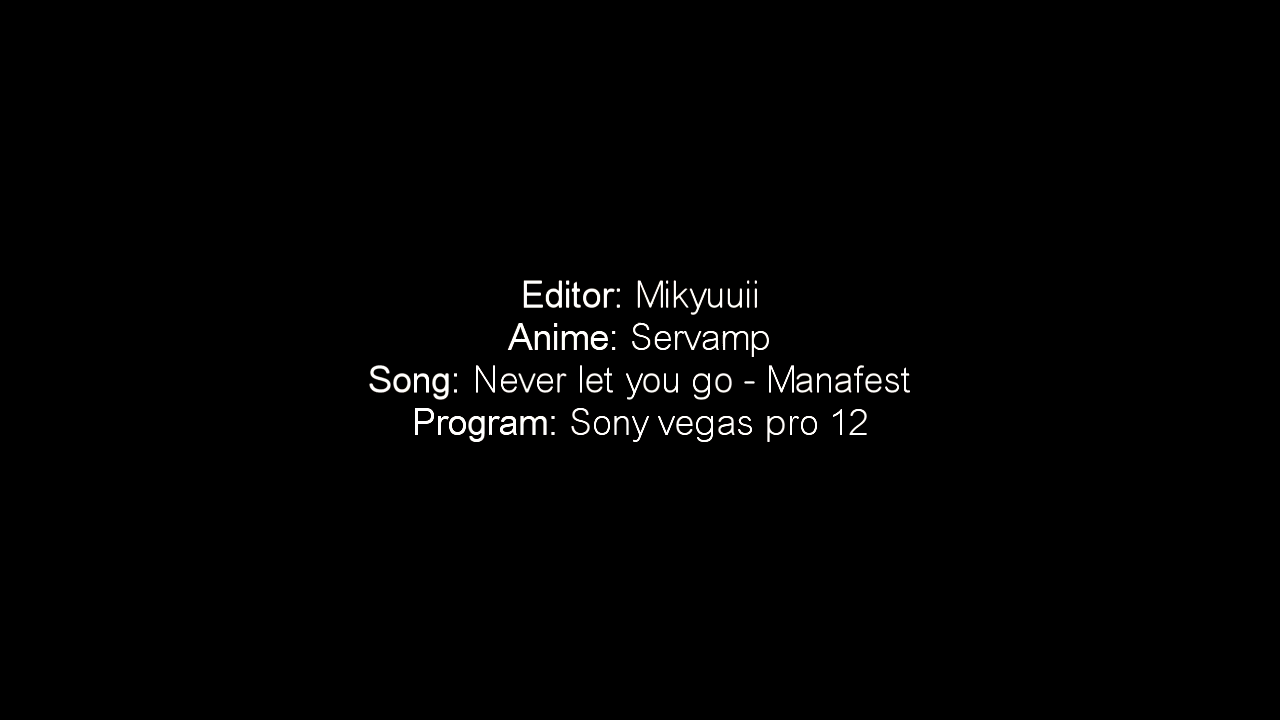 Editor: Mikyuuii
Anime: Servamp
Song: Never let you go - Manafest
Program: Sony vegas pro 12